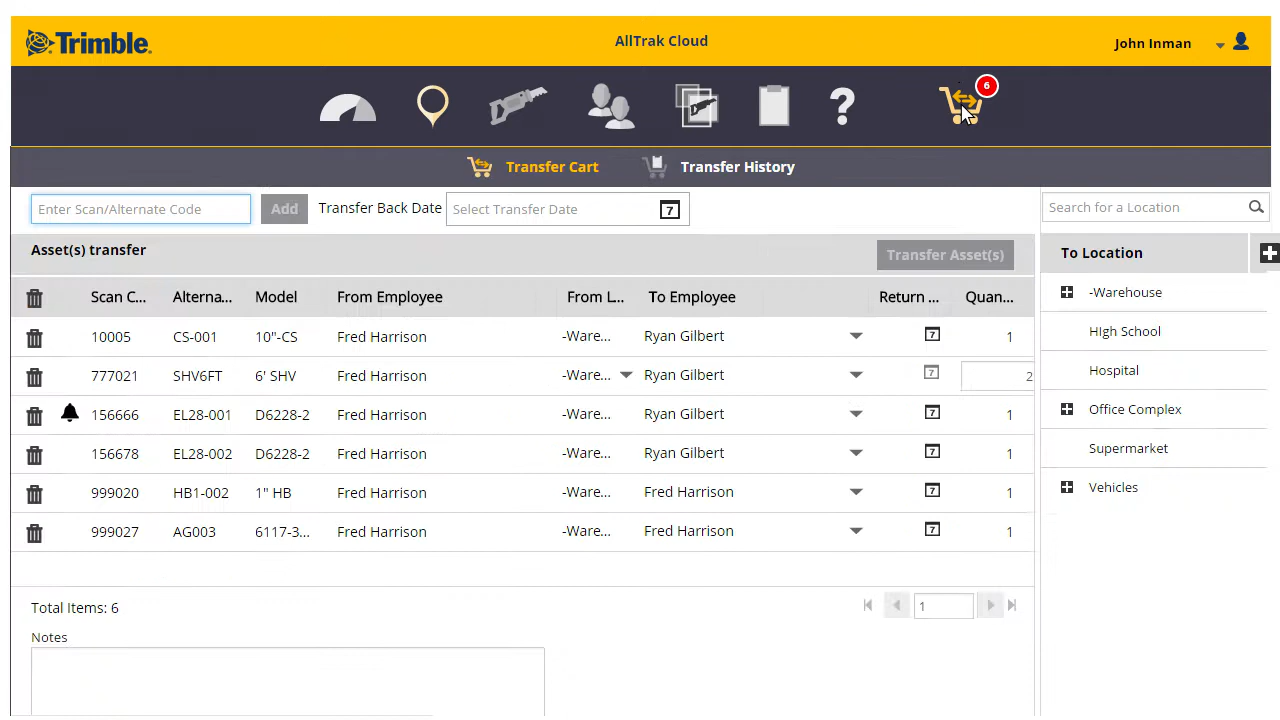 Trimble.
AllTrak Cloud
John Inman
?
6
Transfer Cart
Transfer History
Enter Scan/Alternate Code
Add
Transfer Back Date
Select Transfer Date
7
Search for a Location
Asset(s) transfer
Transfer Asset(s)
To Location
Scan C... Alterna... Model From Employee From L... To Employee Return ... Quan...
10005 CS-001 10"-CS Fred Harrison -Ware... Ryan Gilbert 7 1
777021 SHV6FT 6' SHV Fred Harrison -Ware... Ryan Gilbert 7 2
156666 EL28-001 D6228-2 Fred Harrison -Ware... Ryan Gilbert 7 1
156678 EL28-002 D6228-2 Fred Harrison -Ware... Ryan Gilbert 7 1
999020 HB1-002 1" HB Fred Harrison -Ware... Fred Harrison 7 1
999027 AG003 6117-3... Fred Harrison -Ware... Fred Harrison 7 1
-Warehouse
HIgh School
Hospital
Office Complex
Supermarket
Vehicles
Total Items: 6
1
Notes